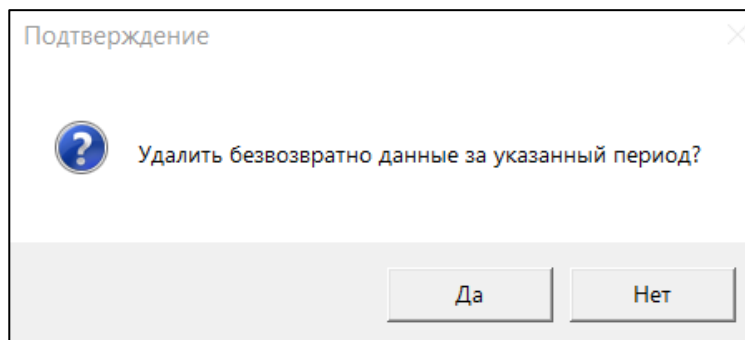 Подтверждение
Удалить безвозвратно данные за указанный период?
Да
Нет